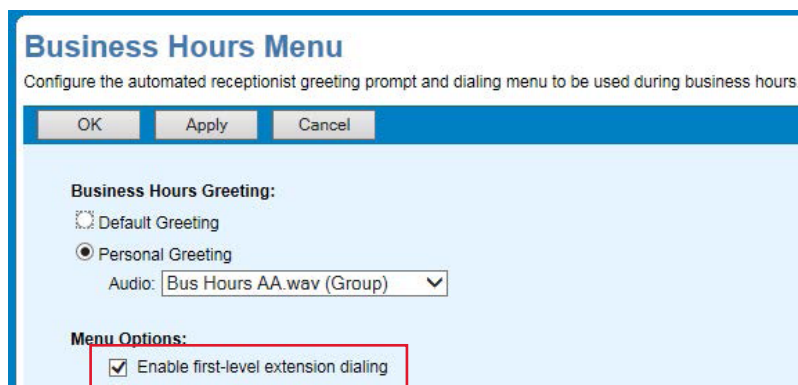 Business Hours Menu
Configure the automated receptionist greeting prompt and dialing menu to be used during business hours
OK Apply Cancel
Business Hours Greeting:
Default Greeting
Personal Greeting
Audio: Bus Hours AA.wav (Group)
Menu Options:
Enable first-level extension dialing